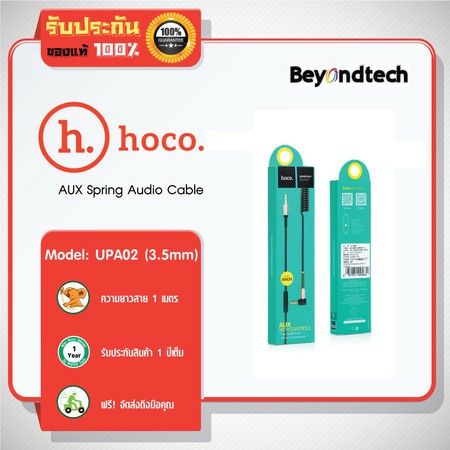 รับประกัน
ของแท้ 100%
100%
GUARANTEE
Beyondtech
h. hoco.
AUX Spring Audio Cable
Model: UPA02 (3.5mm)
ความยาวสาย 1 เมตร
1
Year
รับประกันสินค้า 1 ปีเต็ม
ฟรี! จัดส่งถึงมือคุณ
hoco.
AUX
WITH CONTROLS